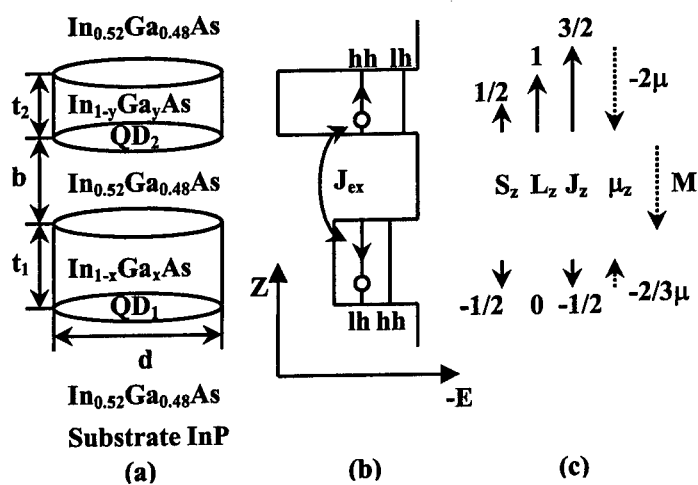 In0.52Ga0.48As
t2
In1-yGayAs
QD2
b
In0.52Ga0.48As
t1
In1-xGaxAs
QD1
d
In0.52Ga0.48As
Substrate InP
(a)
hh lh
Jex
Z
lh hh
-E
(b)
3/2
1
1/2
-2μ
Sz Lz Jz μz M
-1/2 0 -1/2 -2/3μ
(c)